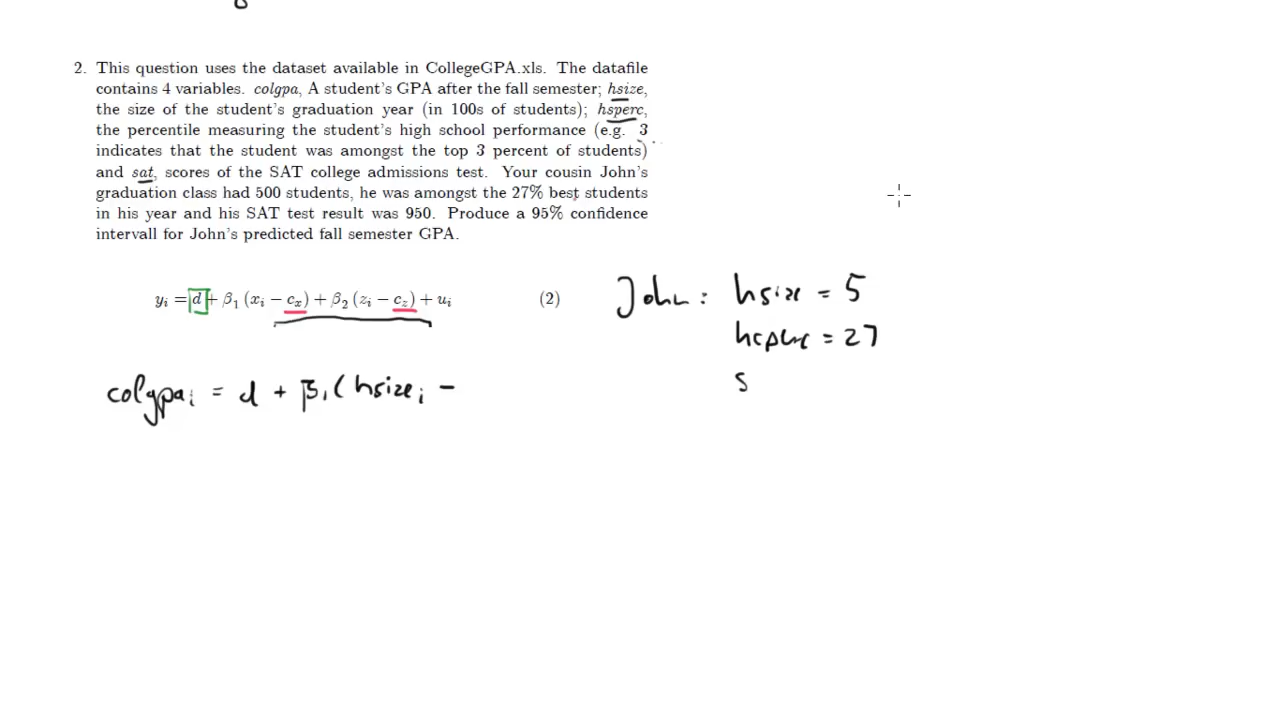 2. This question uses the dataset available in CollegeGPA.xls. The datafile
contains 4 variables. colgpa, A student's GPA after the fall semester; hsize,
the size of the student's graduation year (in 100s of students); hsperc,
the percentile measuring the student's high school performance (e.g. 3
indicates that the student was amongst the top 3 percent of students)
and sat, scores of the SAT college admissions test. Your cousin John's
graduation class had 500 students, he was amongst the 27% best students
in his year and his SAT test result was 950. Produce a 95% confidence
intervall for John's predicted fall semester GPA.
yᵢ = d + β₁ (xᵢ − cₓ) + β₂ (zᵢ − c_z) + uᵢ (2)
John : hsize = 5
hsperc = 27
s
colgpaᵢ = d + β₁ ( hsizeᵢ −